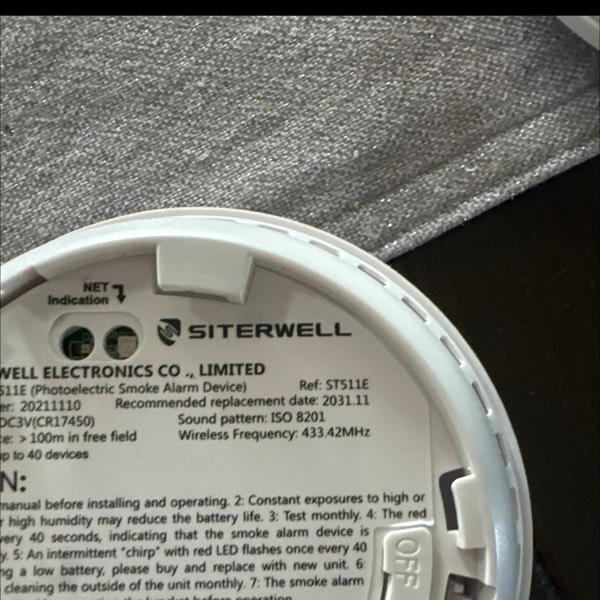 NET
Indication
SITERWELL
WELL ELECTRONICS CO ., LIMITED
511E (Photoelectric Smoke Alarm Device) Ref: ST511E
er: 20211110 Recommended replacement date: 2031.11
DC3V(CR17450) Sound pattern: ISO 8201
ce: > 100m in free field Wireless Frequency: 433.42MHz
up to 40 devices
N:
manual before installing and operating. 2: Constant exposures to high or
r high humidity may reduce the battery life. 3: Test monthly. 4: The red
very 40 seconds, indicating that the smoke alarm device is
y. 5: An intermittent "chirp" with red LED flashes once every 40
ng a low battery, please buy and replace with new unit. 6:
cleaning the outside of the unit monthly. 7: The smoke alarm
before operation
OFF